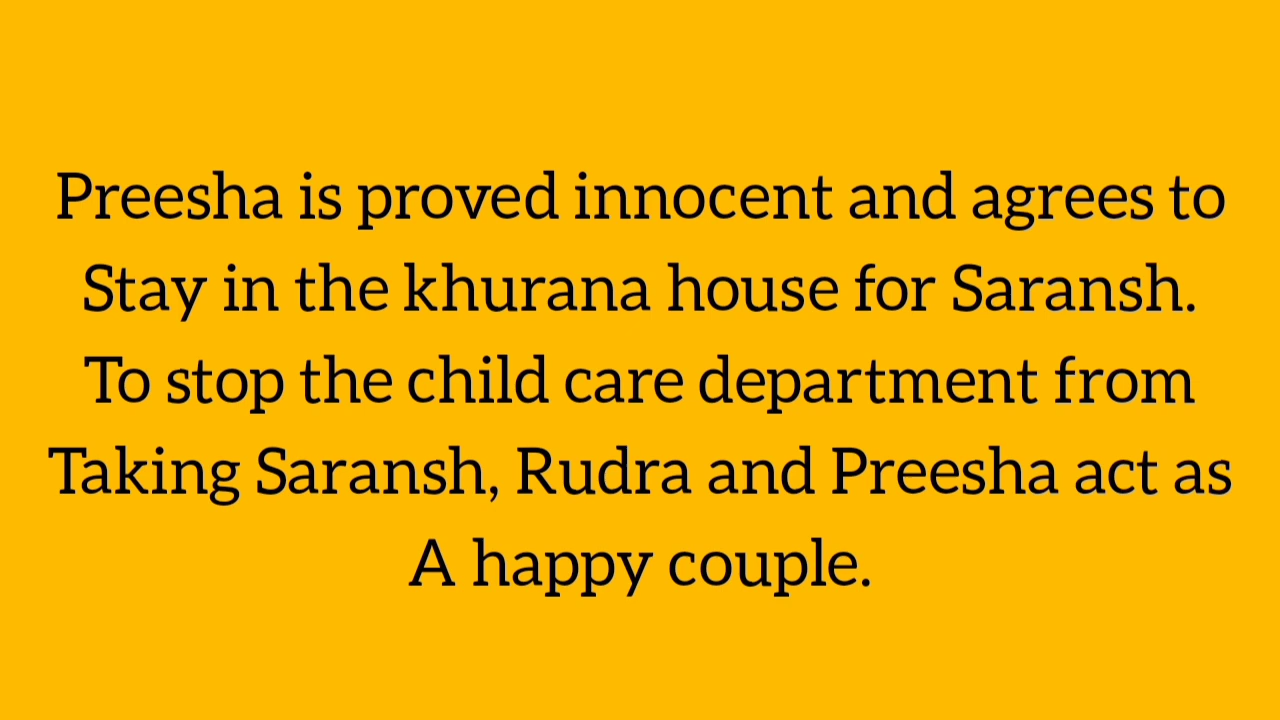 Preesha is proved innocent and agrees to
Stay in the khurana house for Saransh.
To stop the child care department from
Taking Saransh, Rudra and Preesha act as
A happy couple.